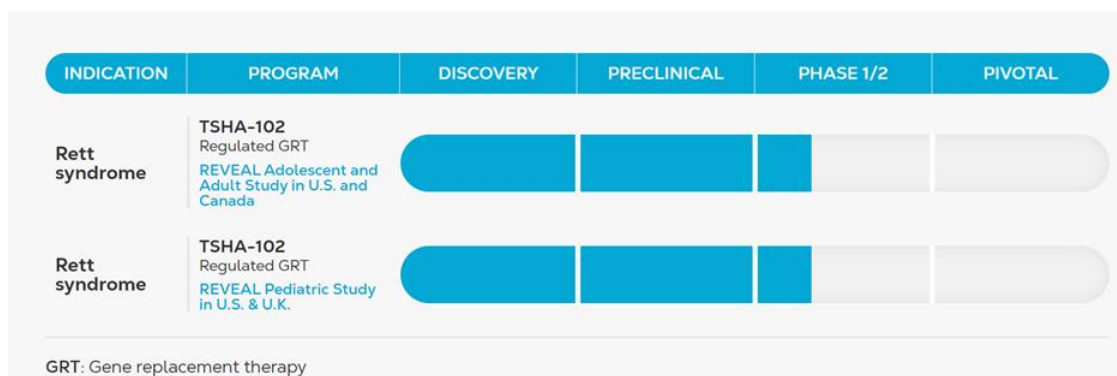 INDICATION PROGRAM DISCOVERY PRECLINICAL PHASE 1/2 PIVOTAL
Rett
syndrome
TSHA-102
Regulated GRT
REVEAL Adolescent and
Adult Study in U.S. and
Canada
Rett
syndrome
TSHA-102
Regulated GRT
REVEAL Pediatric Study
in U.S. & U.K.
GRT: Gene replacement therapy